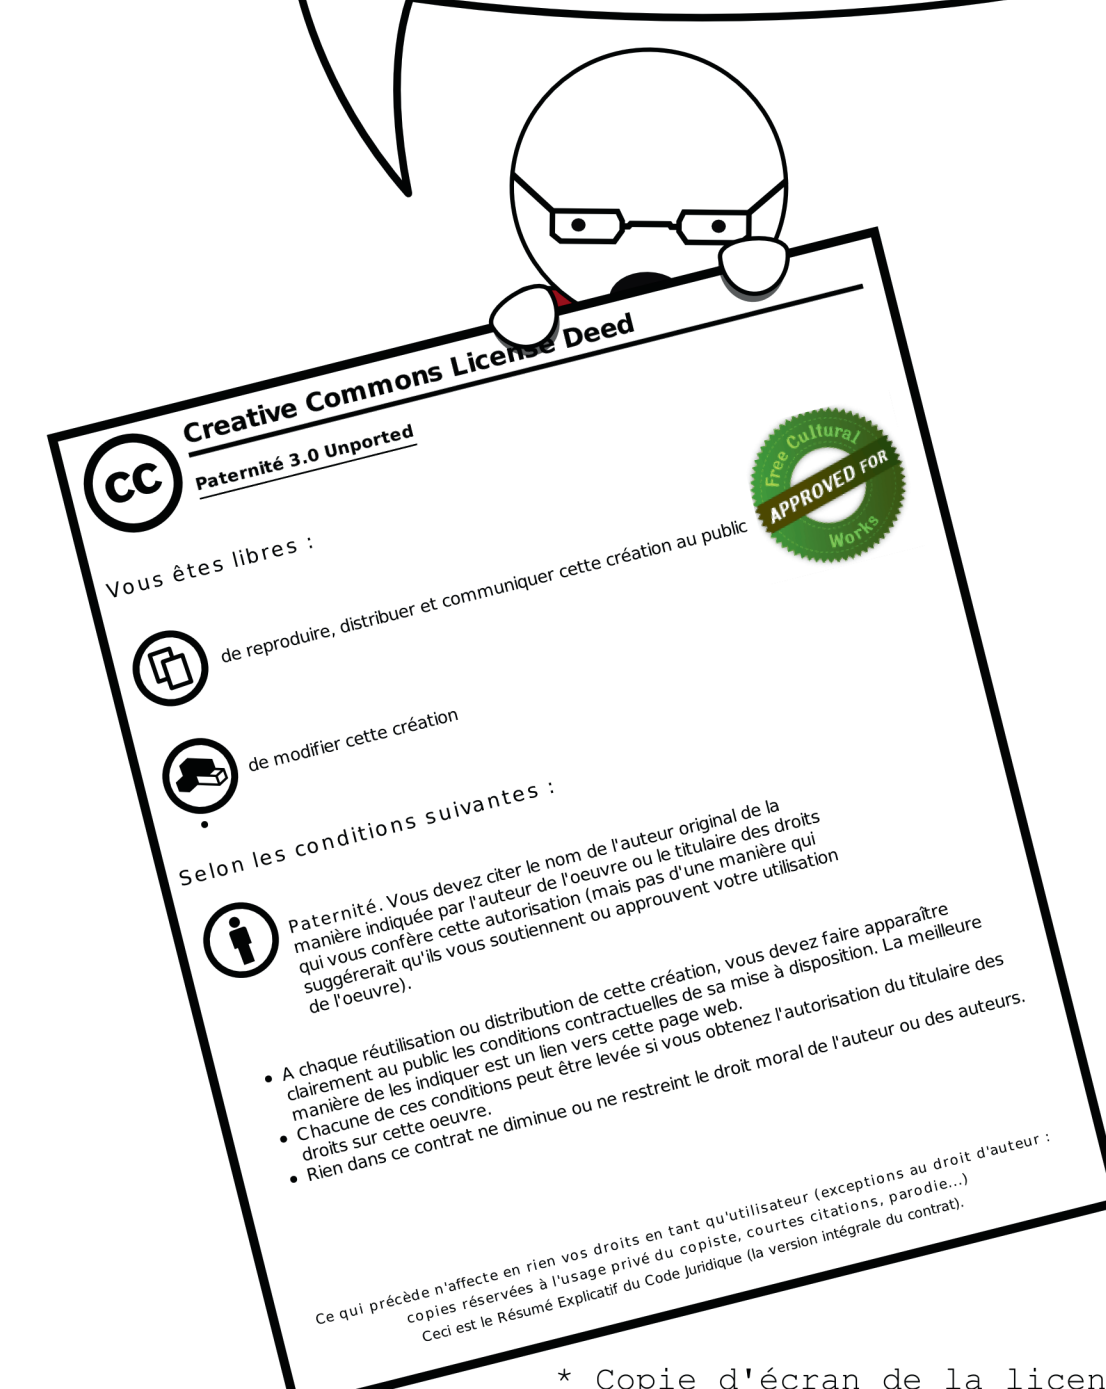 Creative Commons License Deed
cc
Paternité 3.0 Unported
Free Cultural
APPROVED FOR
Works
Vous êtes libres :
de reproduire, distribuer et communiquer cette création au public
de modifier cette création
Selon les conditions suivantes :
Paternité. Vous devez citer le nom de l'auteur original de la
manière indiquée par l'auteur de l'oeuvre ou le titulaire des droits
qui vous confère cette autorisation (mais pas d'une manière qui
suggérerait qu'ils vous soutiennent ou approuvent votre utilisation
de l'oeuvre).
• A chaque réutilisation ou distribution de cette création, vous devez faire apparaître
clairement au public les conditions contractuelles de sa mise à disposition. La meilleure
manière de les indiquer est un lien vers cette page web.
• Chacune de ces conditions peut être levée si vous obtenez l'autorisation du titulaire des
droits sur cette oeuvre.
• Rien dans ce contrat ne diminue ou ne restreint le droit moral de l'auteur ou des auteurs.
Ce qui précède n'affecte en rien vos droits en tant qu'utilisateur (exceptions au droit d'auteur :
copies réservées à l'usage privé du copiste, courtes citations, parodie...)
Ceci est le Résumé Explicatif du Code Juridique (la version intégrale du contrat).
* Copie d'écran de la licen